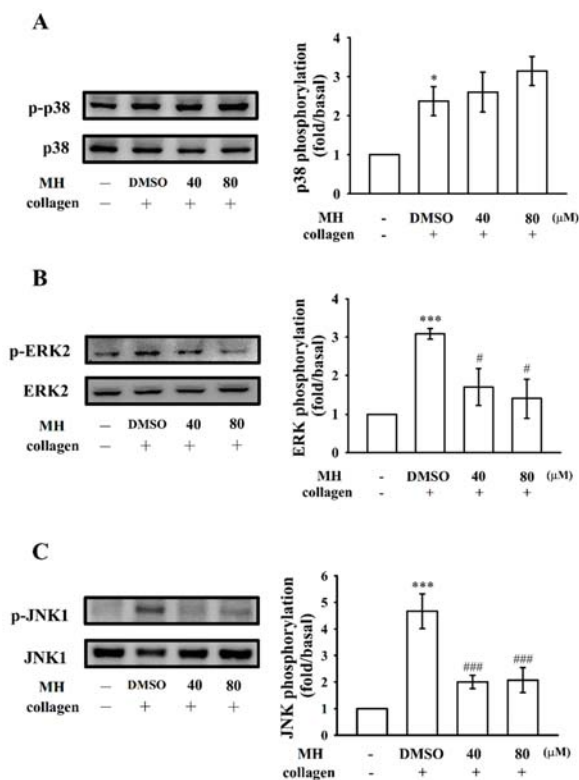 A
p-p38
p38
MH — DMSO 40 80
collagen — + + +
p38 phosphorylation
(fold/basal)
4
3
2
1
0
*
MH - DMSO 40 80 (μM)
collagen - + + +
B
p-ERK2
ERK2
MH — DMSO 40 80
collagen — + + +
ERK phosphorylation
(fold/basal)
4
3
2
1
0
***
#
#
MH - DMSO 40 80 (μM)
collagen - + + +
C
p-JNK1
JNK1
MH — DMSO 40 80
collagen — + + +
JNK phosphorylation
(fold/basal)
6
5
4
3
2
1
0
***
###
###
MH - DMSO 40 80 (μM)
collagen - + + +